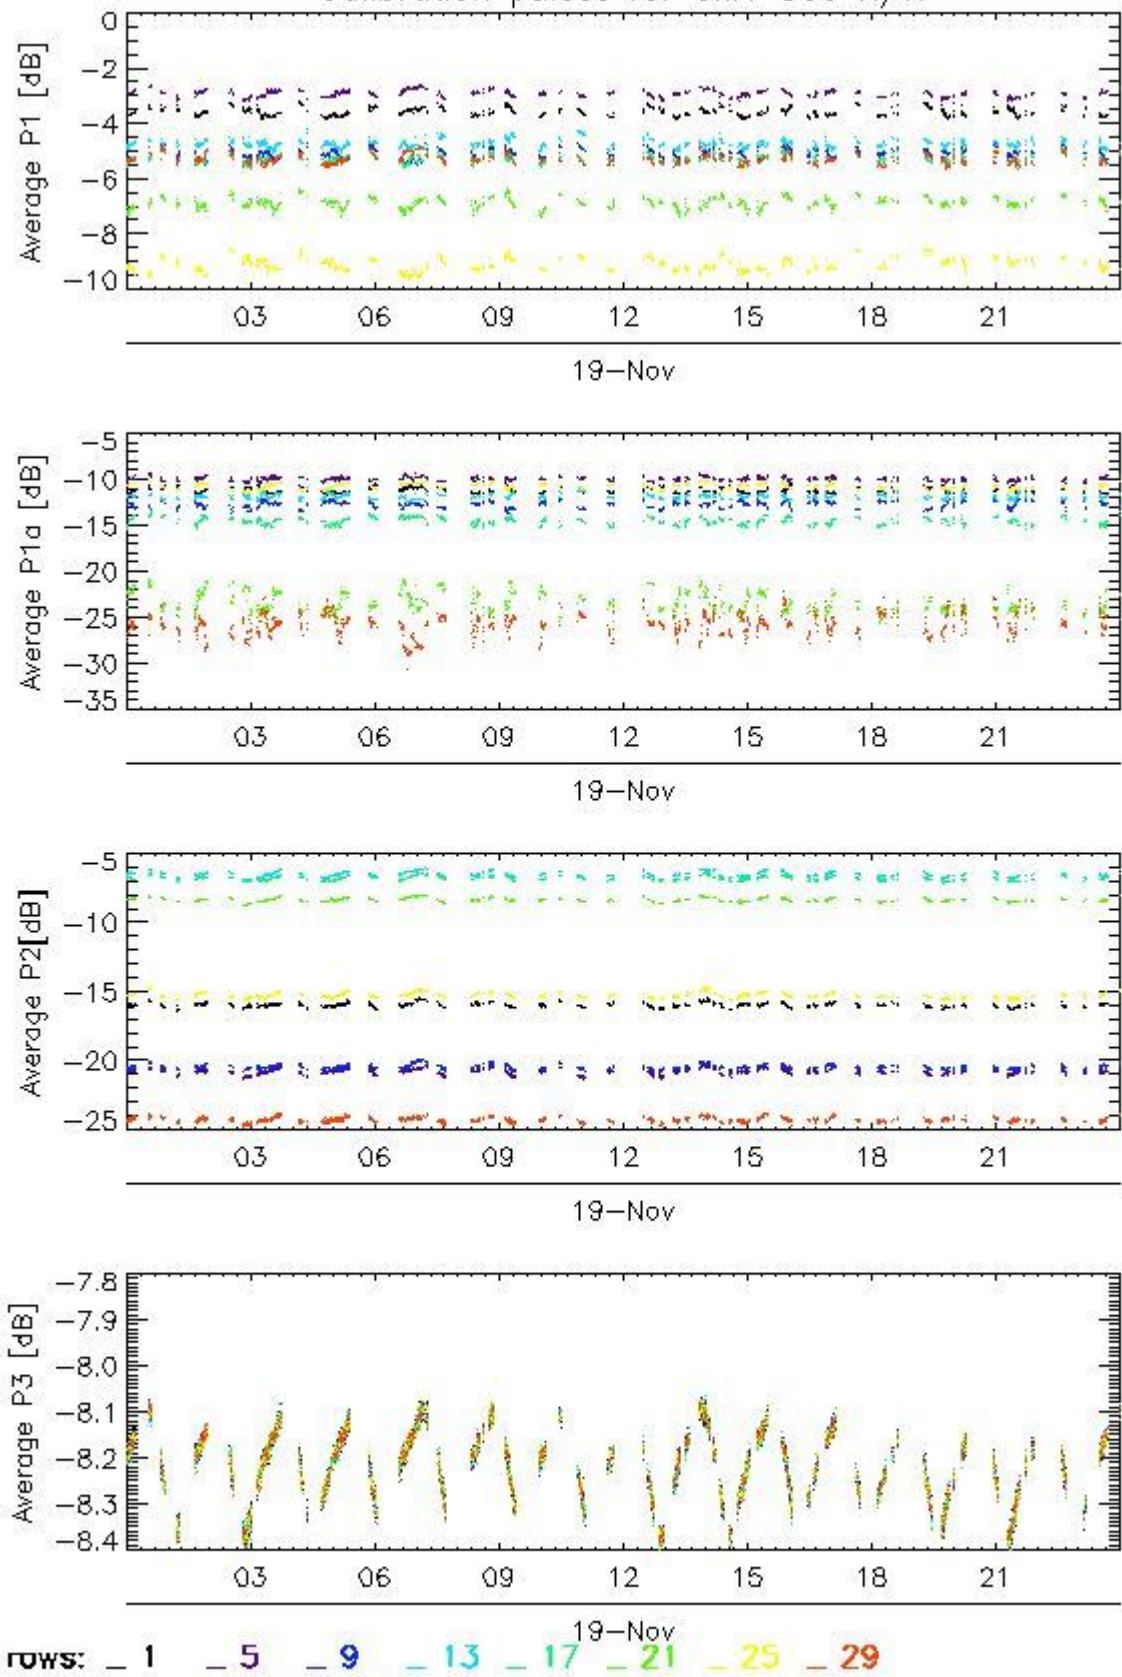 0
-2
-4
-6
-8
-10
Average P1 [dB]
03 06 09 12 15 18 21
19-Nov
-5
-10
-15
-20
-25
-30
-35
Average P1a [dB]
03 06 09 12 15 18 21
19-Nov
-5
-10
-15
-20
-25
Average P2[dB]
03 06 09 12 15 18 21
19-Nov
-7.8
-7.9
-8.0
-8.1
-8.2
-8.3
-8.4
Average P3 [dB]
03 06 09 12 15 18 21
19-Nov
rows: _ 1 _ 5 _ 9 _ 13 _ 17 _ 21 _ 25 _ 29